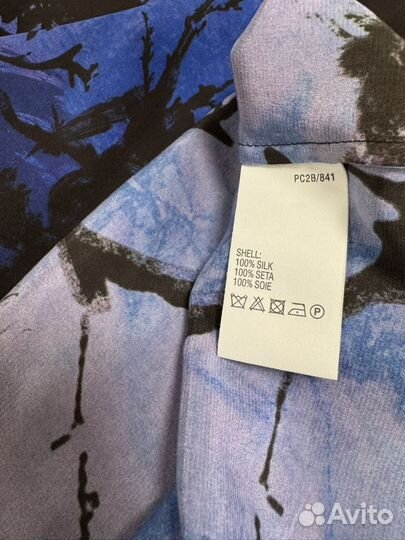 PC2B/841
SHELL:
100% SILK
100% SETA
100% SOIE
P
Avito